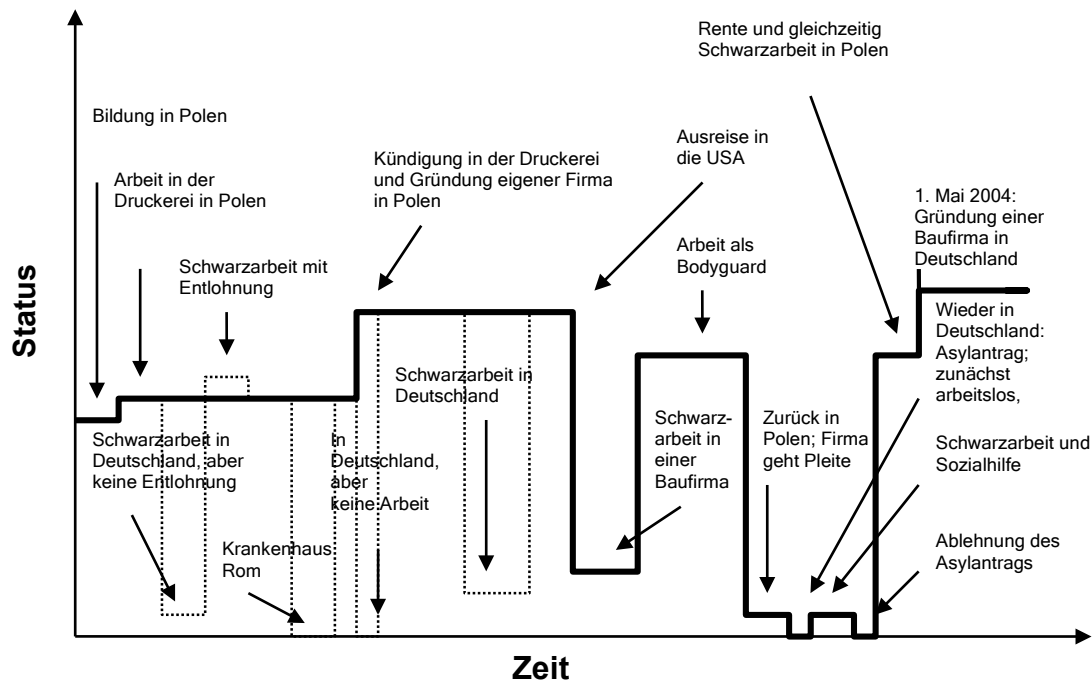 Rente und gleichzeitig
Schwarzarbeit in Polen
Bildung in Polen
Ausreise in
die USA
Kündigung in der Druckerei
und Gründung eigener Firma
in Polen
Arbeit in der
Druckerei in Polen
1. Mai 2004:
Gründung einer
Baufirma in
Deutschland
Arbeit als
Bodyguard
Schwarzarbeit mit
Entlohnung
Status
Wieder in
Deutschland:
Asylantrag;
zunächst
arbeitslos,
Schwarzarbeit in
Deutschland
Schwarzarbeit in
Deutschland, aber
keine Entlohnung
In
Deutschland,
aber
keine Arbeit
Schwarz-
arbeit in
einer
Baufirma
Zurück in
Polen; Firma
geht Pleite
Schwarzarbeit und
Sozialhilfe
Krankenhaus
Rom
Ablehnung des
Asylantrags
Zeit